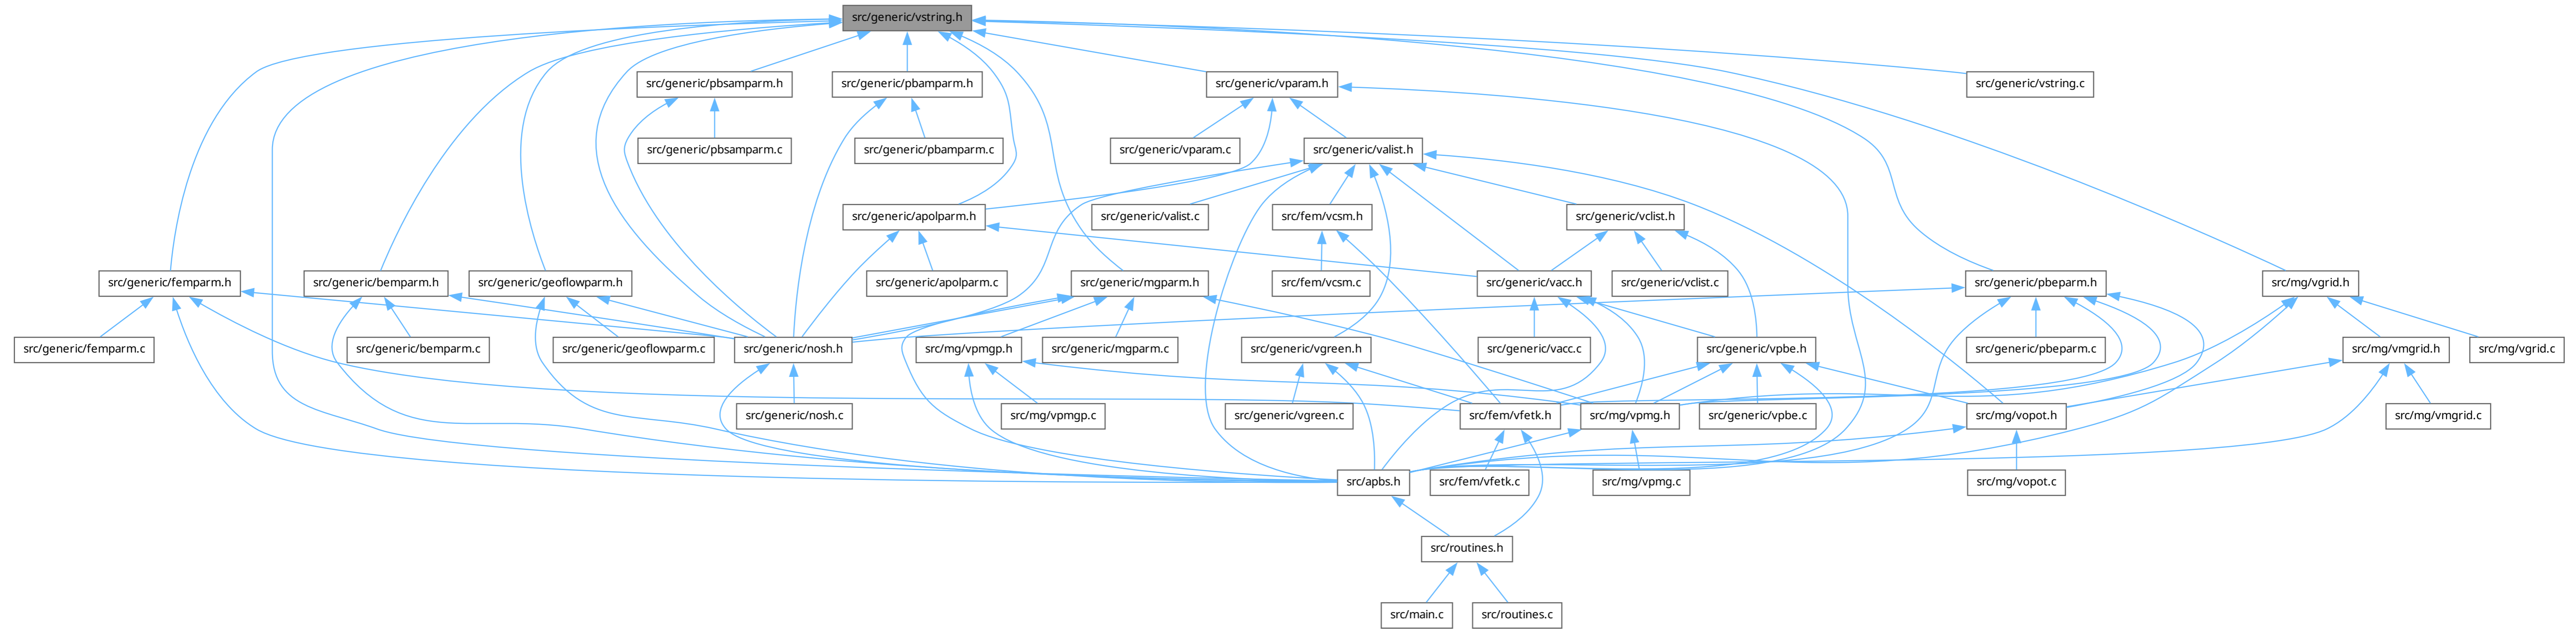 src/generic/vstring.h
src/generic/pbsamparm.h
src/generic/pbamparm.h
src/generic/vparam.h
src/generic/vstring.c
src/generic/pbsamparm.c
src/generic/pbamparm.c
src/generic/vparam.c
src/generic/valist.h
src/generic/apolparm.h
src/generic/valist.c
src/fem/vcsm.h
src/generic/vclist.h
src/generic/femparm.h
src/generic/bemparm.h
src/generic/geoflowparm.h
src/generic/apolparm.c
src/generic/mgparm.h
src/fem/vcsm.c
src/generic/vacc.h
src/generic/vclist.c
src/generic/pbeparm.h
src/mg/vgrid.h
src/generic/femparm.c
src/generic/bemparm.c
src/generic/geoflowparm.c
src/generic/nosh.h
src/mg/vpmgp.h
src/generic/mgparm.c
src/generic/vgreen.h
src/generic/vacc.c
src/generic/vpbe.h
src/generic/pbeparm.c
src/mg/vmgrid.h
src/mg/vgrid.c
src/generic/nosh.c
src/mg/vpmgp.c
src/generic/vgreen.c
src/fem/vfetk.h
src/mg/vpmg.h
src/generic/vpbe.c
src/mg/vopot.h
src/mg/vmgrid.c
src/apbs.h
src/fem/vfetk.c
src/mg/vpmg.c
src/mg/vopot.c
src/routines.h
src/main.c
src/routines.c